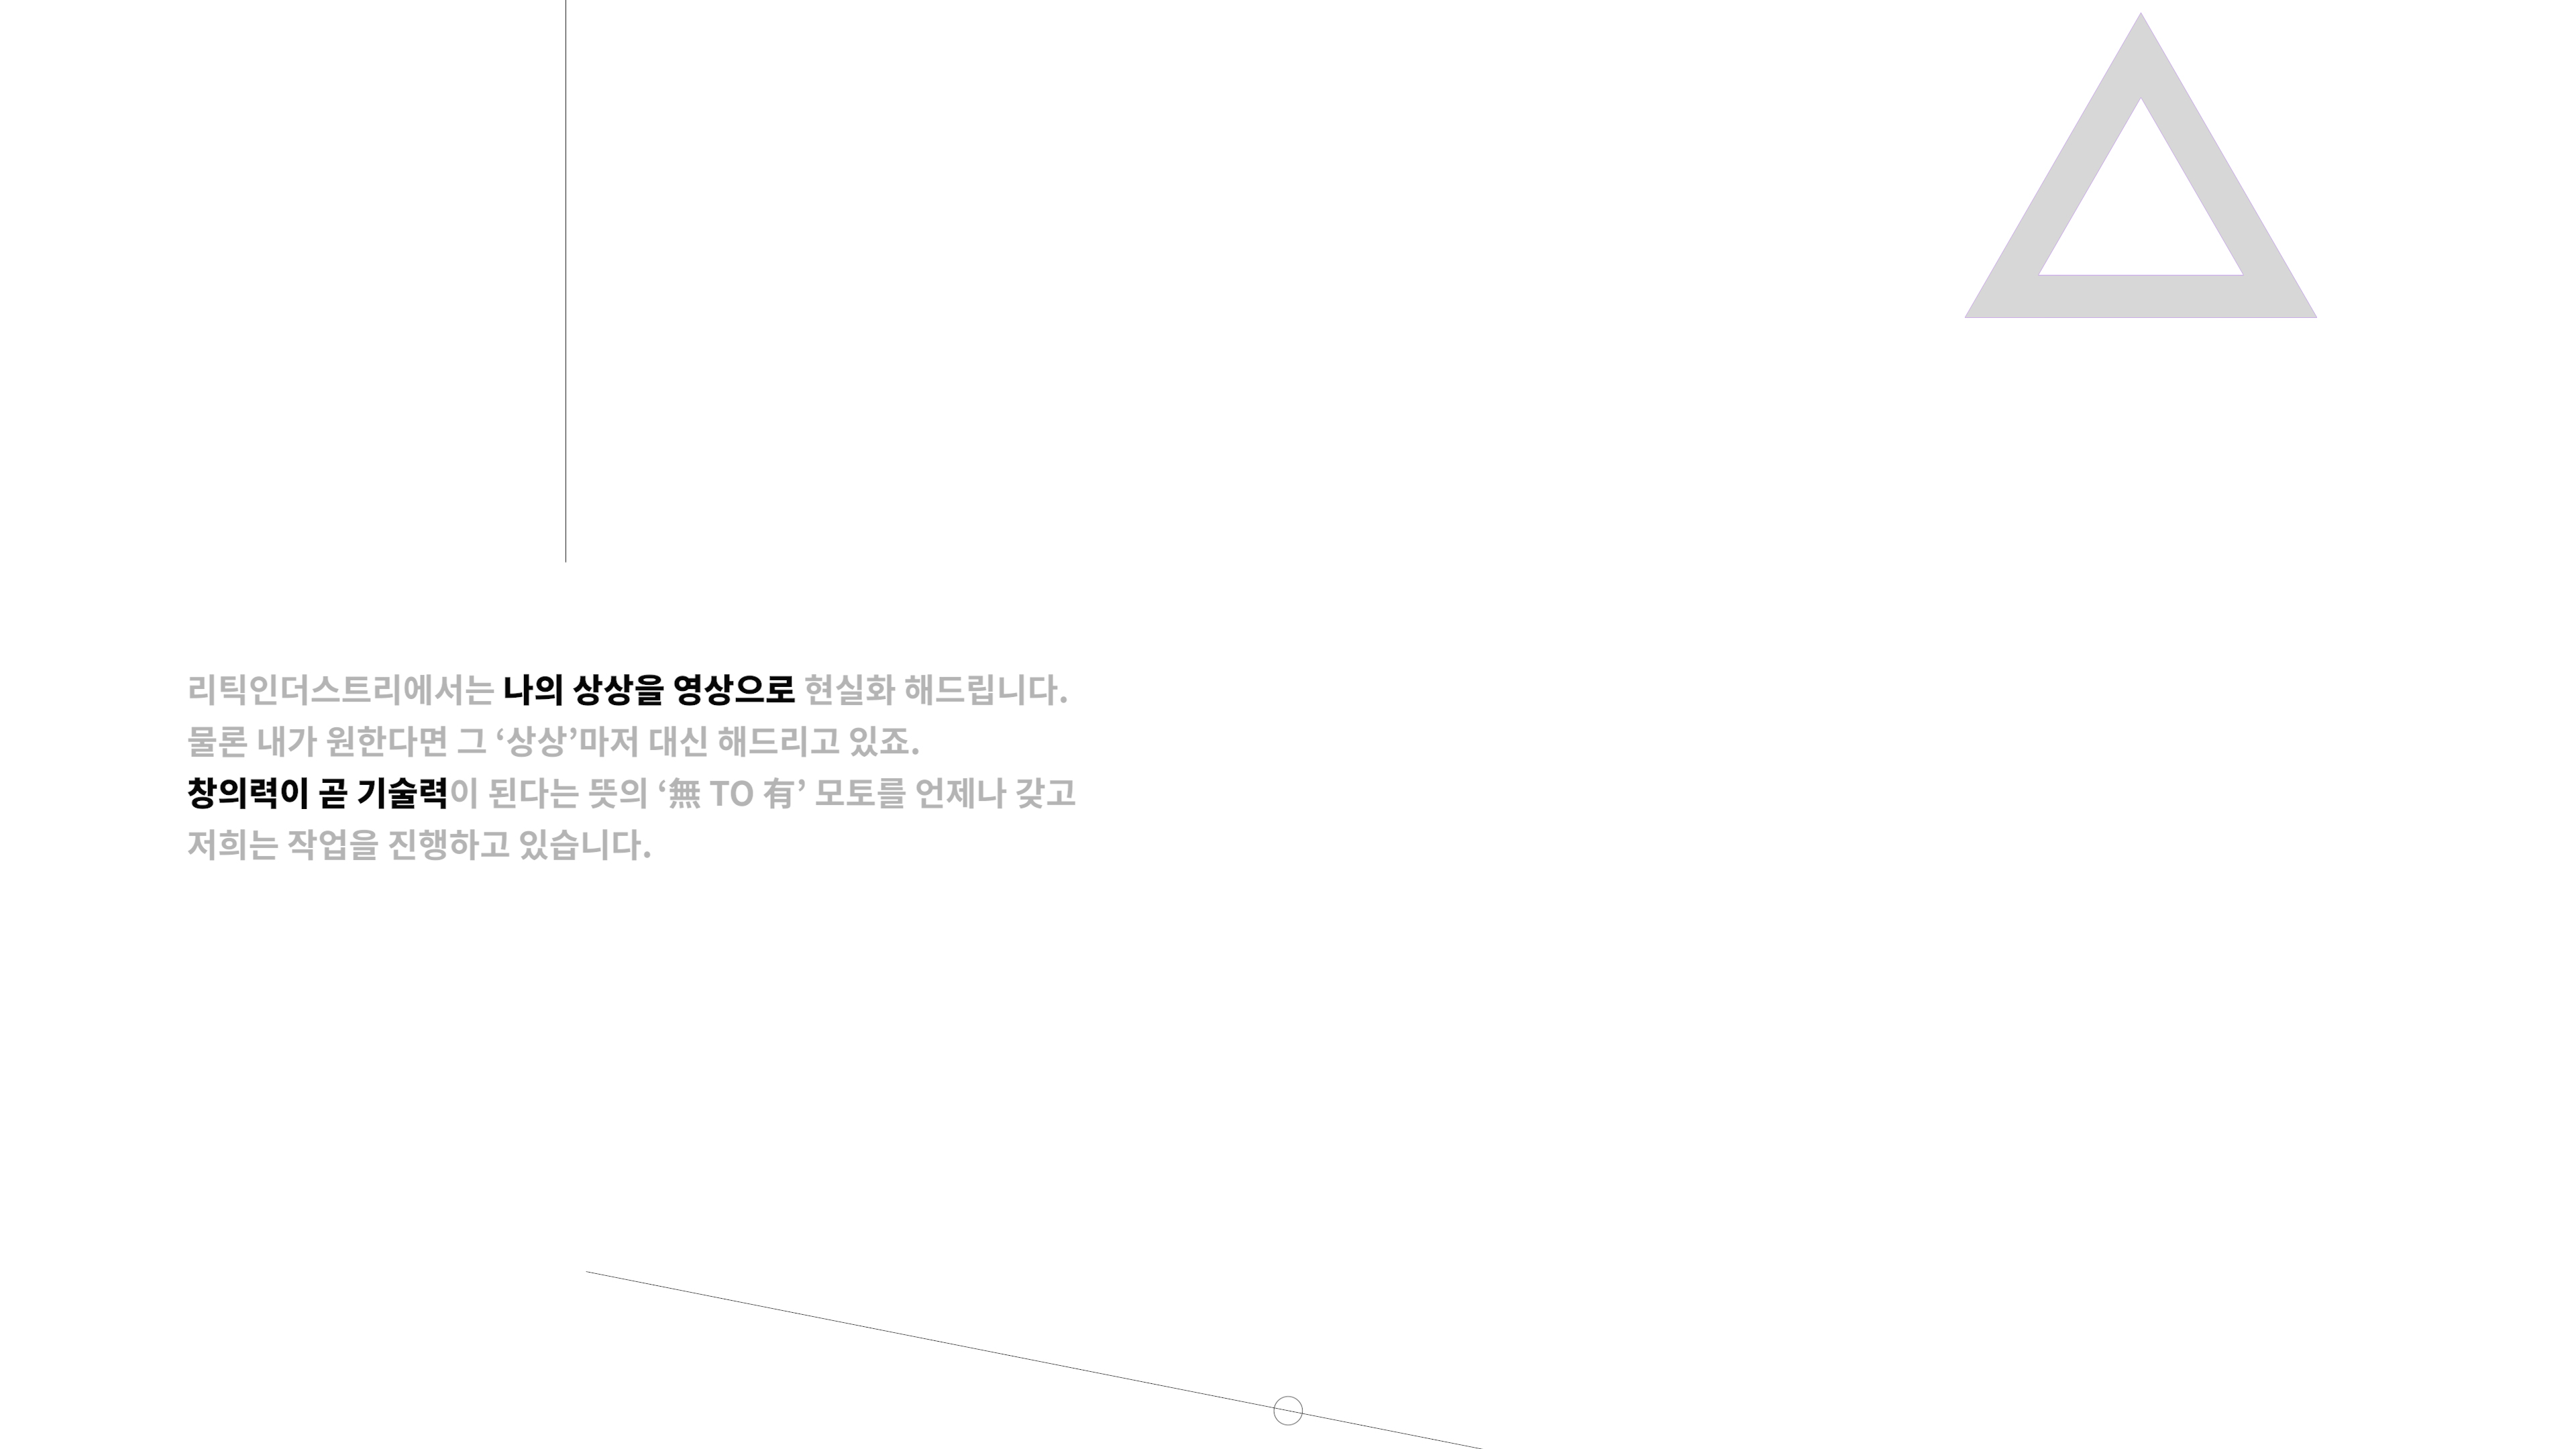 리틱인더스트리에서는 나의 상상을 영상으로 현실화 해드립니다.
물론 내가 원한다면 그 ‘상상’마저 대신 해드리고 있죠.
창의력이 곧 기술력이 된다는 뜻의 ‘無 TO 有’ 모토를 언제나 갖고
저희는 작업을 진행하고 있습니다.